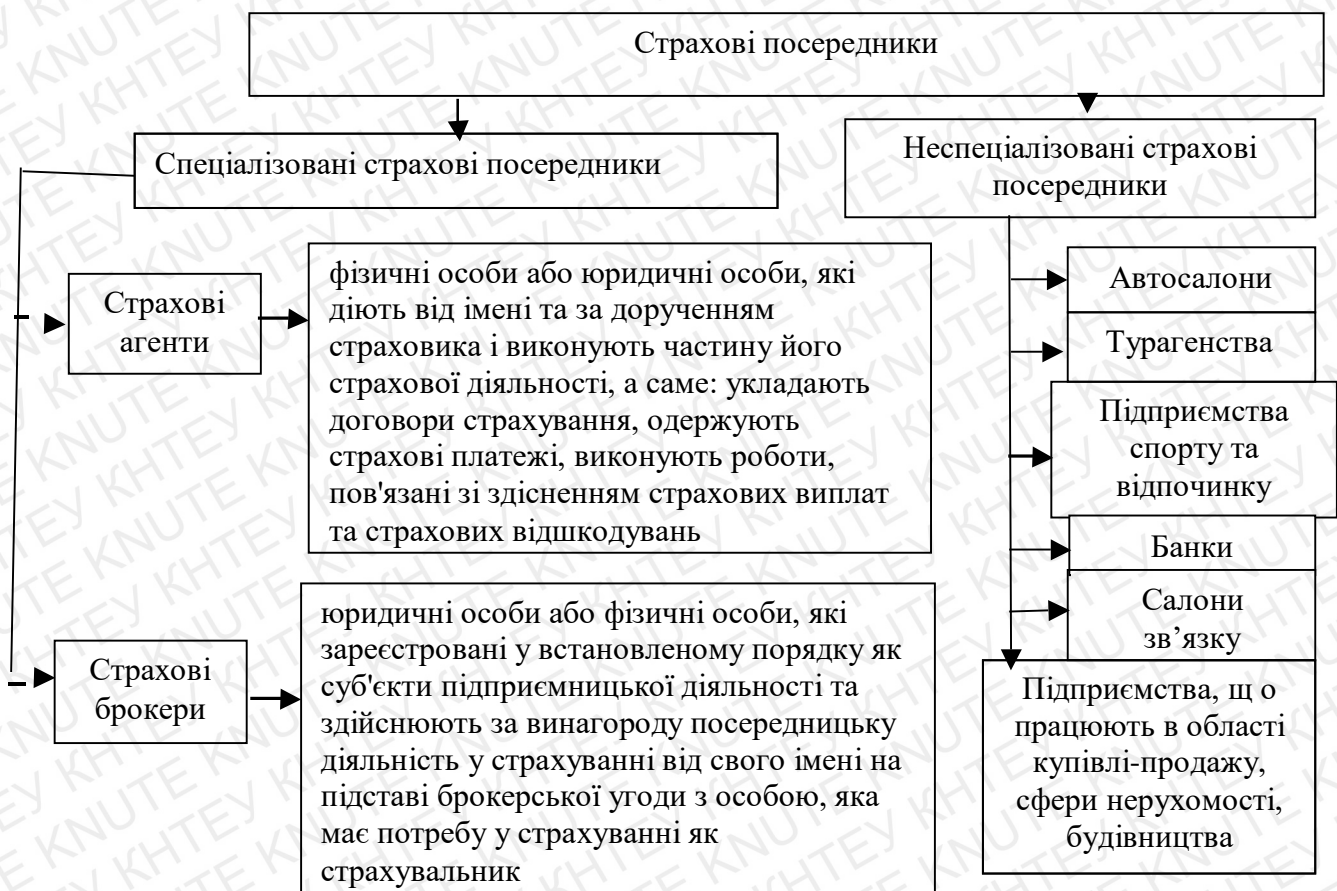 Страхові посередники
Спеціалізовані страхові посередники
Неспеціалізовані страхові
посередники
Страхові
агенти
фізичні особи або юридичні особи, які
діють від імені та за дорученням
страховика і виконують частину його
страхової діяльності, а саме: укладають
договори страхування, одержують
страхові платежі, виконують роботи,
пов'язані зі здісненням страхових виплат
та страхових відшкодувань
Страхові
брокери
юридичні особи або фізичні особи, які
зареєстровані у встановленому порядку як
суб'єкти підприємницької діяльності та
здійснюють за винагороду посередницьку
діяльність у страхуванні від свого імені на
підставі брокерської угоди з особою, яка
має потребу у страхуванні як
страхувальник
Автосалони
Турагенства
Підприємства
спорту та
відпочинку
Банки
Салони
зв’язку
Підприємства, щ о
працюють в області
купівлі-продажу,
сфери нерухомості,
будівництва